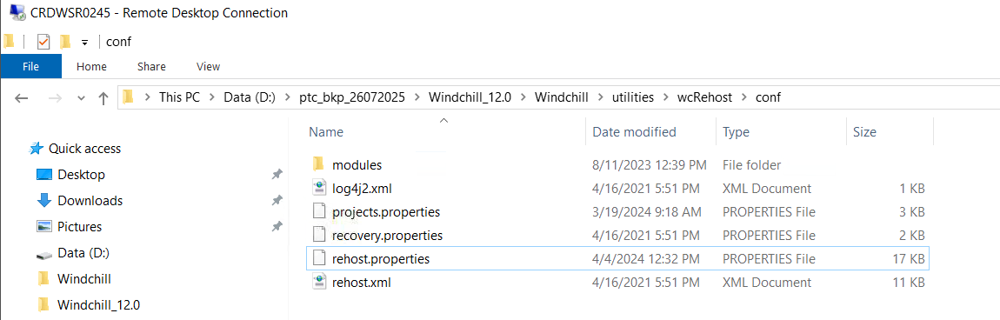 CRDWSR0245 - Remote Desktop Connection
conf
File Home Share View
This PC > Data (D:) > ptc_bkp_26072025 > Windchill_12.0 > Windchill > utilities > wcRehost > conf
Name Date modified Type Size
Quick access
Desktop
Downloads
Pictures
Data (D:)
Windchill
Windchill_12.0
modules 8/11/2023 12:39 PM File folder
log4j2.xml 4/16/2021 5:51 PM XML Document 1 KB
projects.properties 3/19/2024 9:18 AM PROPERTIES File 3 KB
recovery.properties 4/16/2021 5:51 PM PROPERTIES File 2 KB
rehost.properties 4/4/2024 12:32 PM PROPERTIES File 17 KB
rehost.xml 4/16/2021 5:51 PM XML Document 11 KB